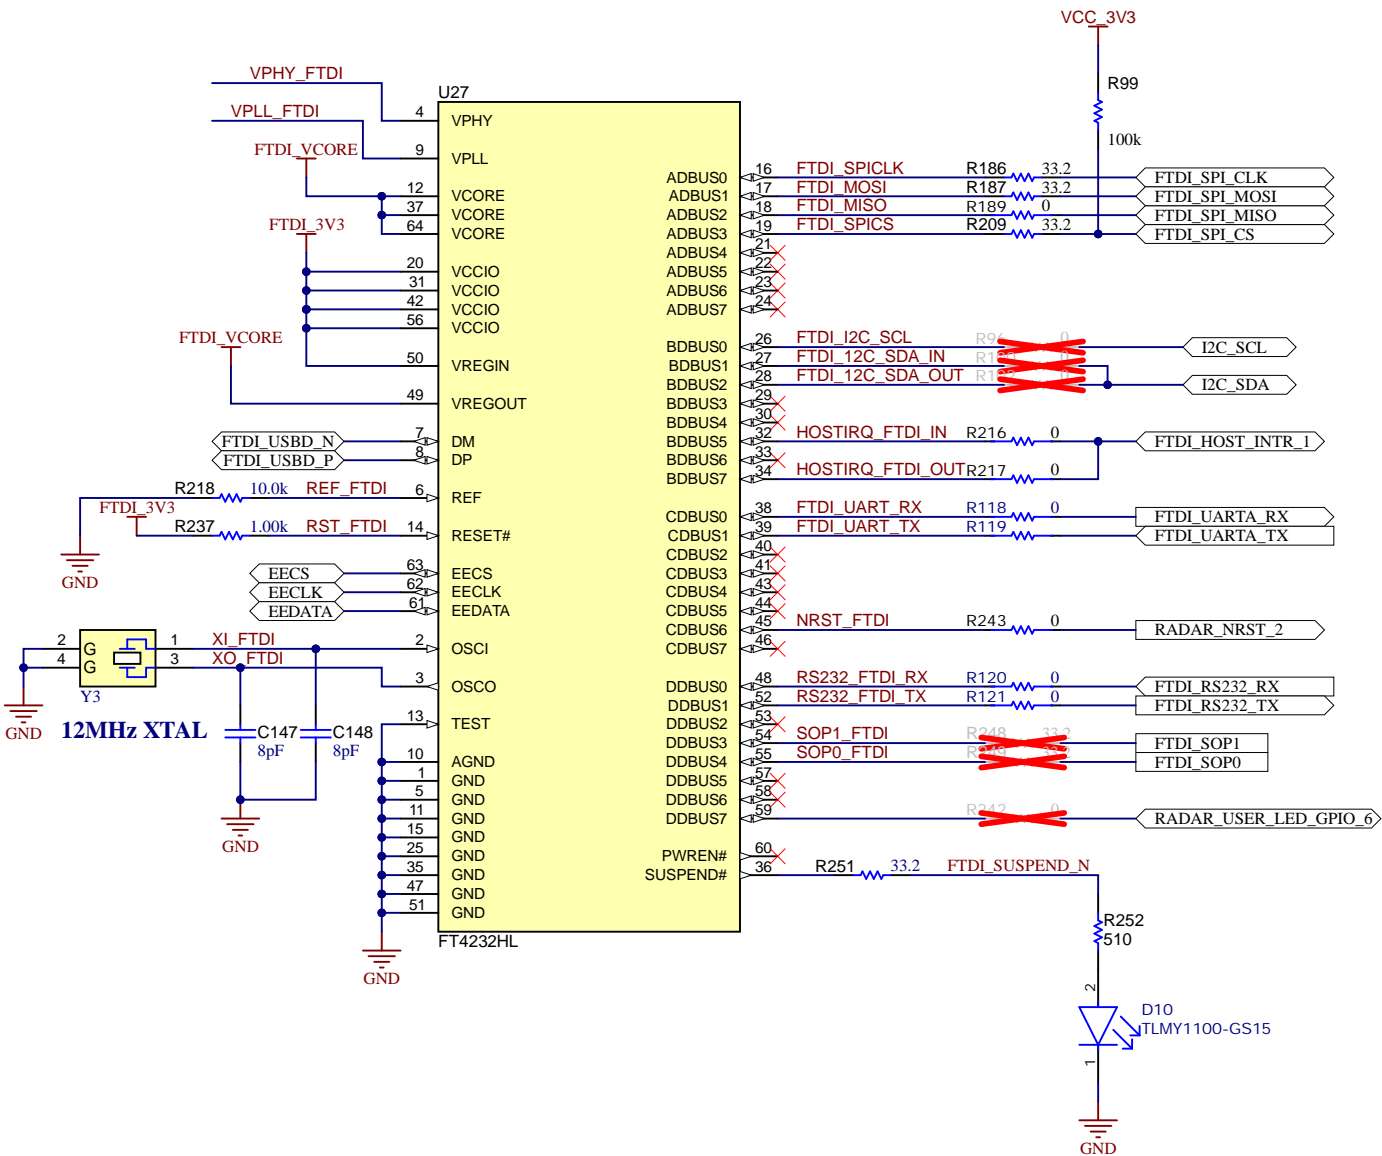 VCC_3V3
R99
100k
VPHY_FTDI
VPLL_FTDI
FTDI_VCORE
FTDI_3V3
FTDI_VCORE
U27
4 VPHY
9 VPLL
12 VCORE
37 VCORE
64 VCORE
20 VCCIO
31 VCCIO
42 VCCIO
56 VCCIO
50 VREGIN
49 VREGOUT
FTDI_USBD_N 7 DM
FTDI_USBD_P 8 DP
R218 10.0k REF_FTDI 6 REF
FTDI_3V3
R237 1.00k RST_FTDI 14 RESET#
GND
EECS 63 EECS
EECLK 62 EECLK
EEDATA 61 EEDATA
2 G 1 XI_FTDI 2 OSCI
4 G 3 XO_FTDI 3 OSCO
Y3
GND
12MHz XTAL
C147
8pF
C148
8pF
GND
13 TEST
10 AGND
1 GND
5 GND
11 GND
15 GND
25 GND
35 GND
47 GND
51 GND
GND
FT4232HL
ADBUS0 16 FTDI_SPICLK R186 33.2 FTDI_SPI_CLK
ADBUS1 17 FTDI_MOSI R187 33.2 FTDI_SPI_MOSI
ADBUS2 18 FTDI_MISO R189 0 FTDI_SPI_MISO
ADBUS3 19 FTDI_SPICS R209 33.2 FTDI_SPI_CS
ADBUS4 21
ADBUS5 22
ADBUS6 23
ADBUS7 24
BDBUS0 26 FTDI_I2C_SCL 0 I2C_SCL
BDBUS1 27 FTDI_12C_SDA_IN
BDBUS2 28 FTDI_12C_SDA_OUT I2C_SDA
BDBUS3 29
BDBUS4 30
BDBUS5 32 HOSTIRQ_FTDI_IN R216 0 FTDI_HOST_INTR_1
BDBUS6 33
BDBUS7 34 HOSTIRQ_FTDI_OUT R217 0
CDBUS0 38 FTDI_UART_RX R118 0 FTDI_UARTA_RX
CDBUS1 39 FTDI_UART_TX R119 0 FTDI_UARTA_TX
CDBUS2 40
CDBUS3 41
CDBUS4 43
CDBUS5 44
CDBUS6 45 NRST_FTDI R243 0 RADAR_NRST_2
CDBUS7 46
DDBUS0 48 RS232_FTDI_RX R120 0 FTDI_RS232_RX
DDBUS1 52 RS232_FTDI_TX R121 0 FTDI_RS232_TX
DDBUS2 53
DDBUS3 54 SOP1_FTDI R248 33.2 FTDI_SOP1
DDBUS4 55 SOP0_FTDI FTDI_SOP0
DDBUS5 57
DDBUS6 58
DDBUS7 59 R242 0 RADAR_USER_LED_GPIO_6
PWREN# 60
SUSPEND# 36 R251 33.2 FTDI_SUSPEND_N
R252
510
2
D10
TLMY1100-GS15
1
GND